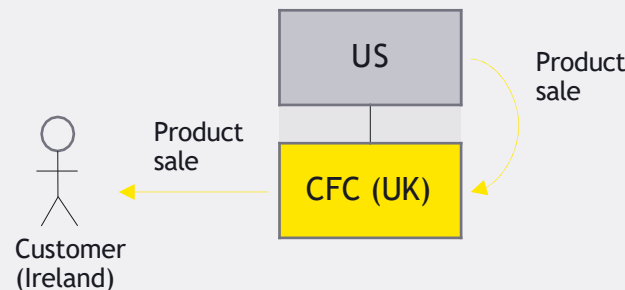 US
Product
sale
Product
sale
CFC (UK)
Customer
(Ireland)